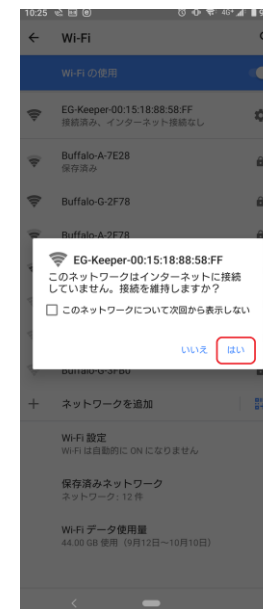 10:25
4G+
Wi-Fi
Wi-Fi の使用
EG-Keeper-00:15:18:88:58:FF
接続済み、インターネット接続なし
Buffalo-A-7E28
保存済み
Buffalo-G-2F78
Buffalo-A-2F78
EG-Keeper-00:15:18:88:58:FF
このネットワークはインターネットに接続
していません。接続を維持しますか？
このネットワークについて次回から表示しない
いいえ
はい
Buffalo-G-3FB0
ネットワークを追加
Wi-Fi 設定
Wi-Fi は自動的に ON になりません
保存済みネットワーク
ネットワーク: 12 件
Wi-Fi データ使用量
44.00 GB 使用（9月12日～10月10日）